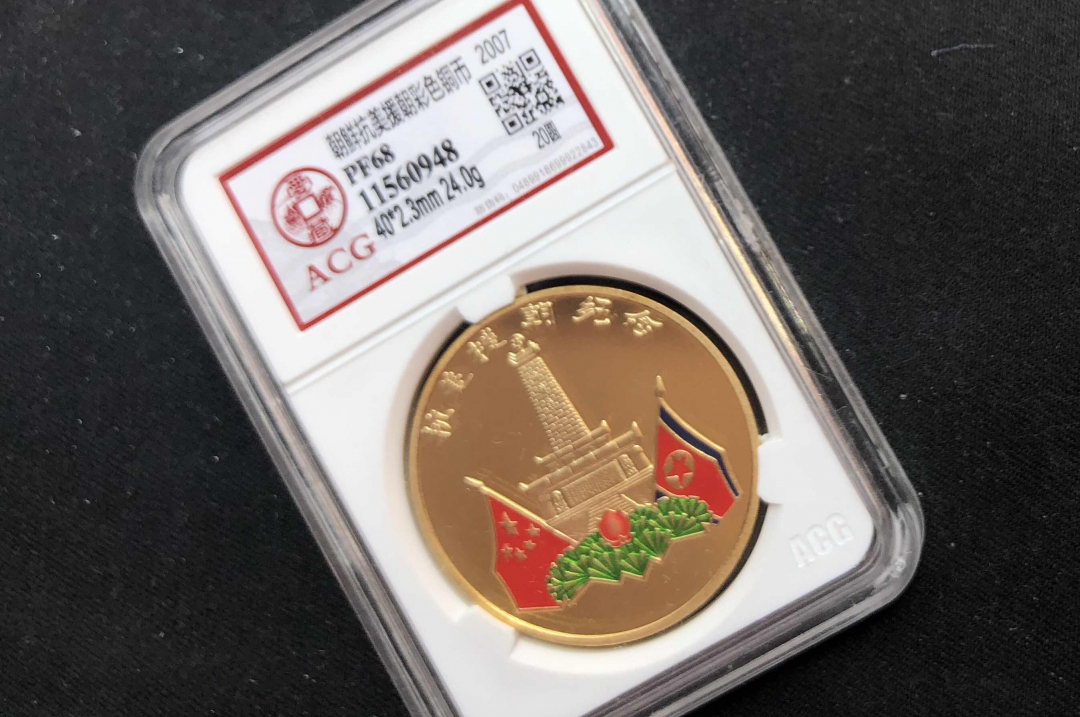 朝鲜抗美援朝彩色铜币 2007
PF68
11560948
40*2.3mm 24.0g
20圆
ACG
抗美援朝纪念
ACG